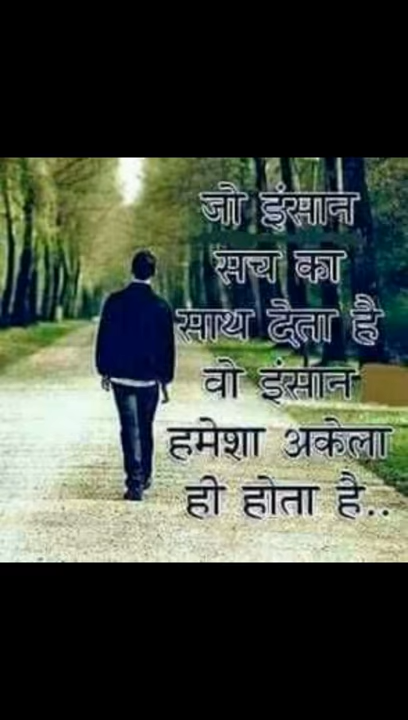 जो इंसान
सच का
साथ देता है
वो इंसान
हमेशा अकेला
ही होता है..